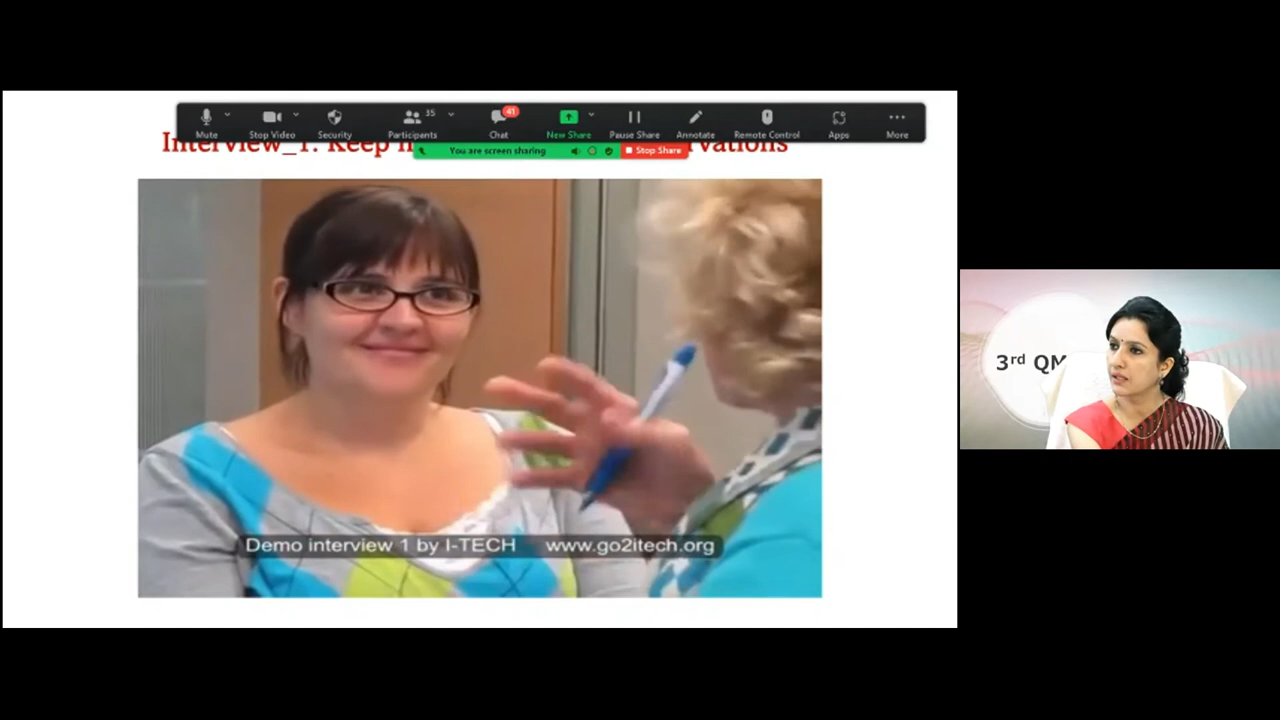 35
41
Mute
Stop Video
Security
Participants
Chat
New Share
Pause Share
Annotate
Remote Control
Apps
More
Interview_1: Keep
You are screen sharing
Stop Share
3rd QM
Demo interview 1 by I-TECH www.go2itech.org